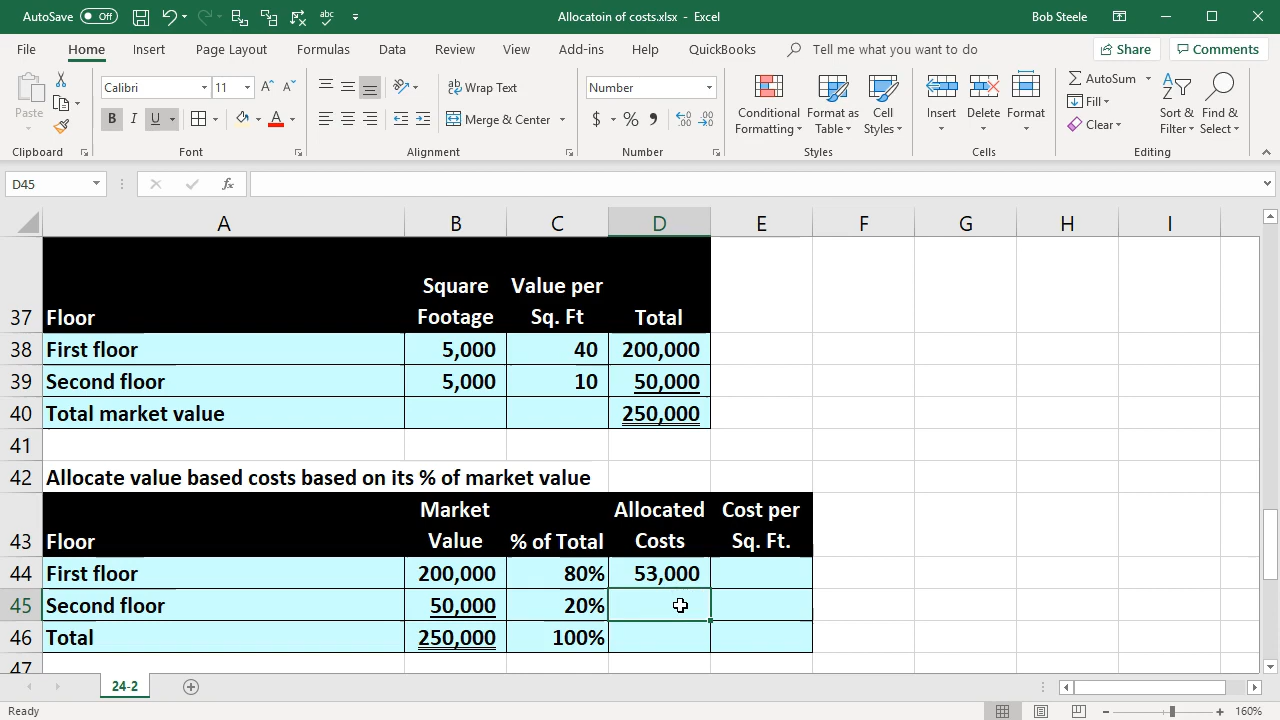 AutoSave Off
Allocatoin of costs.xlsx - Excel
Bob Steele
File Home Insert Page Layout Formulas Data Review View Add-ins Help QuickBooks Tell me what you want to do Share Comments
Paste
Clipboard
Calibri 11
B I U
Font
Wrap Text
Merge & Center
Alignment
Number
$ % ,
Number
Conditional Formatting
Format as Table
Cell Styles
Styles
Insert Delete Format
Cells
AutoSum
Fill
Clear
Sort & Filter
Find & Select
Editing
D45 fx
A B C D E F G H I
Square Value per
37 Floor Footage Sq. Ft Total
38 First floor 5,000 40 200,000
39 Second floor 5,000 10 50,000
40 Total market value 250,000
41
42 Allocate value based costs based on its % of market value
Market Allocated Cost per
43 Floor Value % of Total Costs Sq. Ft.
44 First floor 200,000 80% 53,000
45 Second floor 50,000 20%
46 Total 250,000 100%
47
24-2
Ready 160%